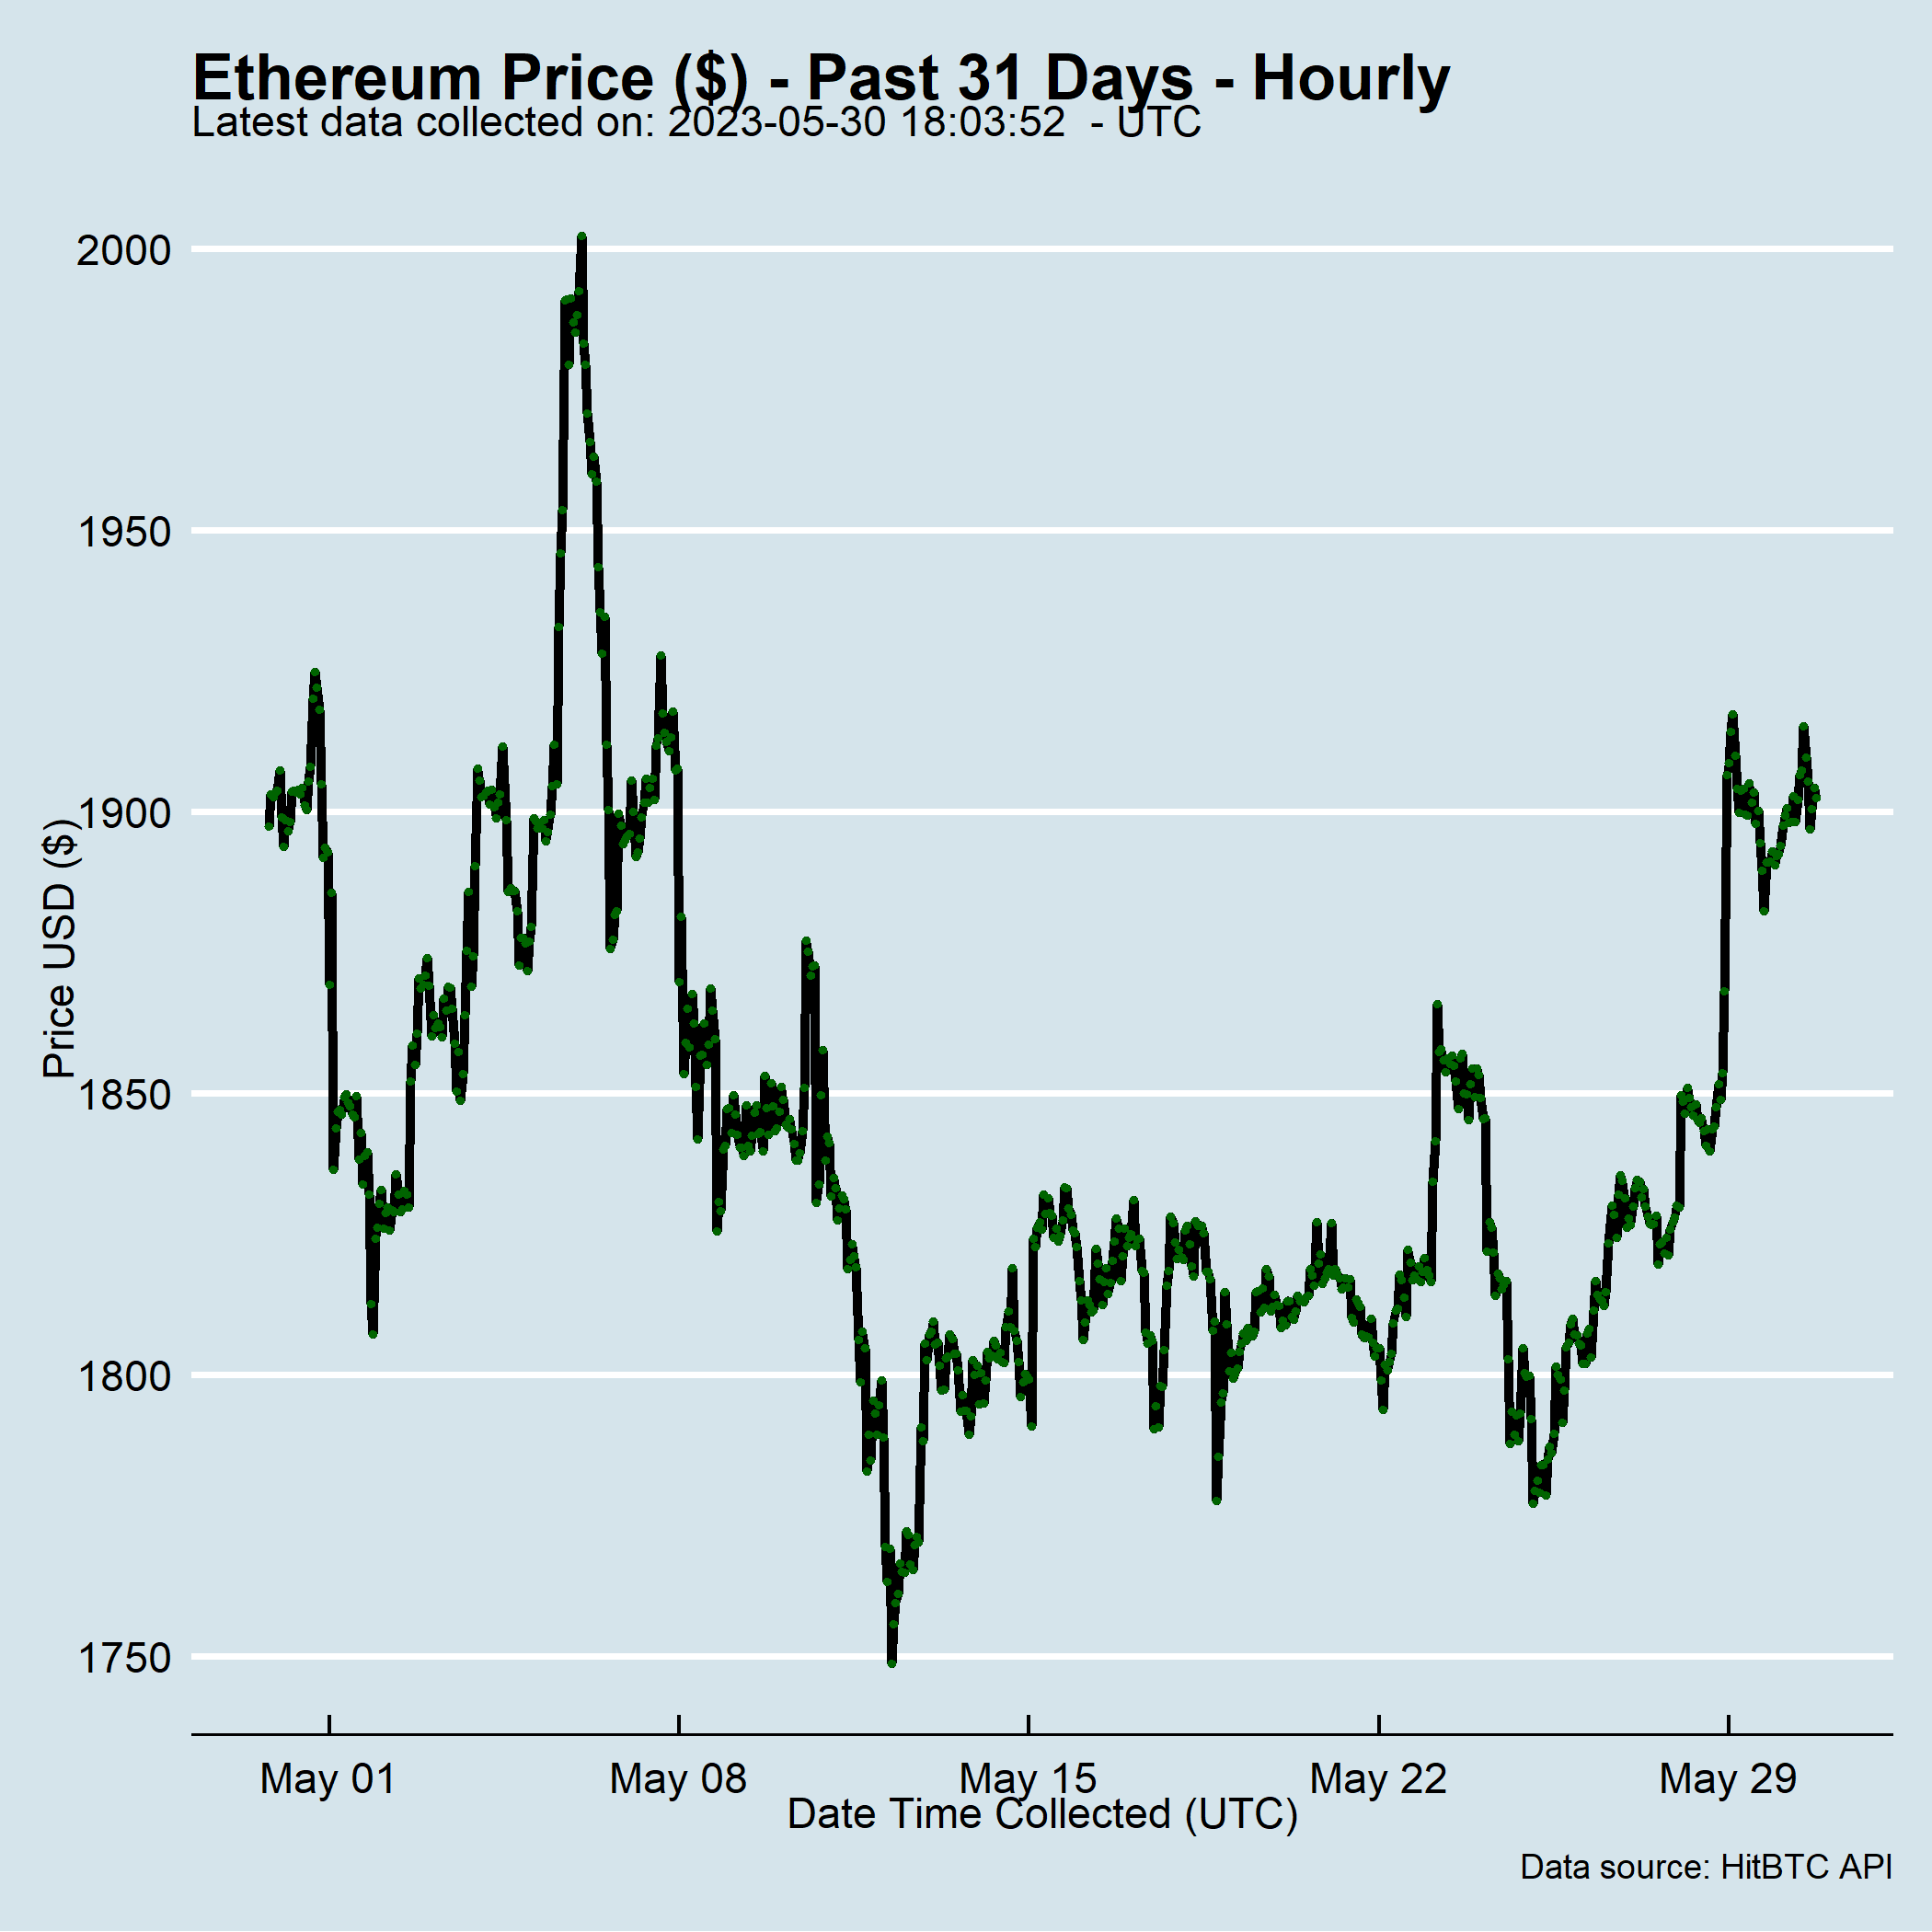 Ethereum Price ($) - Past 31 Days - Hourly
Latest data collected on: 2023-05-30 18:03:52  - UTC
2000
1950
1900
1850
1800
1750
Price USD ($)
May 01
May 08
May 15
May 22
May 29
Date Time Collected (UTC)
Data source: HitBTC API